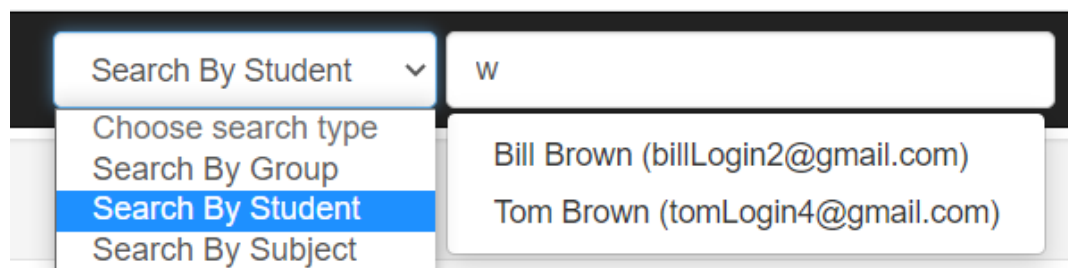 Search By Student
w
Choose search type
Search By Group
Search By Student
Search By Subject
Bill Brown (billLogin2@gmail.com)
Tom Brown (tomLogin4@gmail.com)